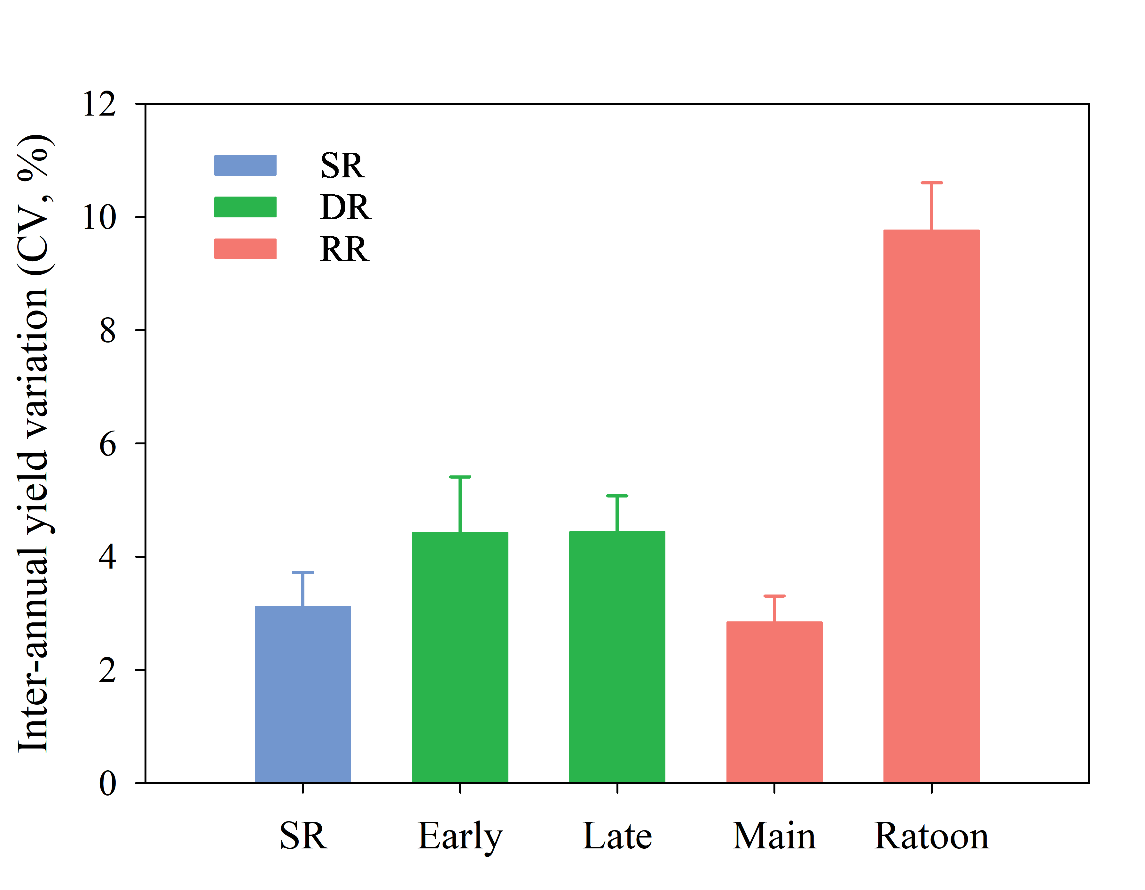 Inter-annual yield variation (CV, %)
12
10
8
6
4
2
0
SR
DR
RR
SR Early Late Main Ratoon